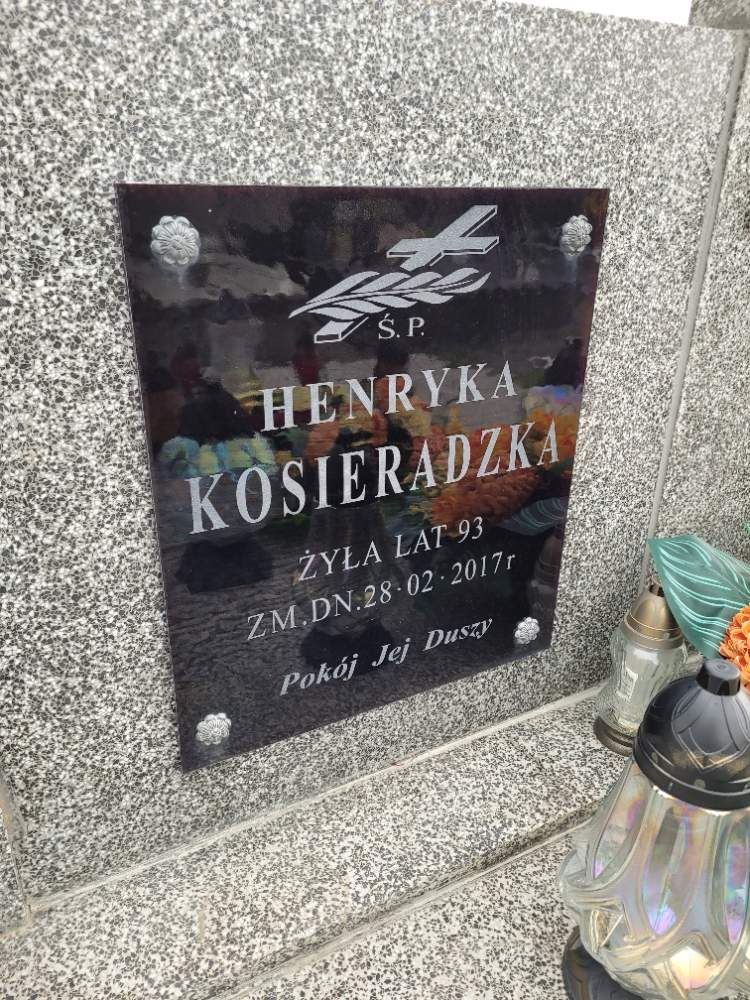 Ś.P.
HENRYKA
KOSIERADZKA
ŻYŁA LAT 93
ZM.DN.28·02·2017r
Pokój Jej Duszy